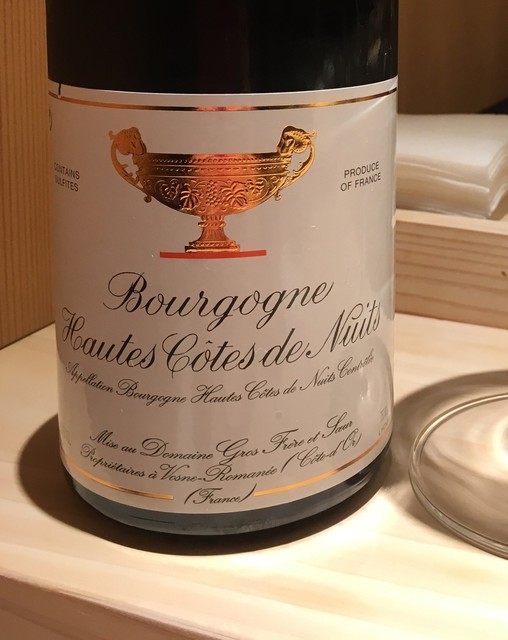 CONTAINS
SULFITES
PRODUCE
OF FRANCE
Bourgogne
Hautes Côtes de Nuits
Appellation Bourgogne Hautes Côtes de Nuits Contrôlée
Mise au Domaine Gros Frère et Sœur
Propriétaires à Vosne-Romanée (Côte-d'Or)
(France)